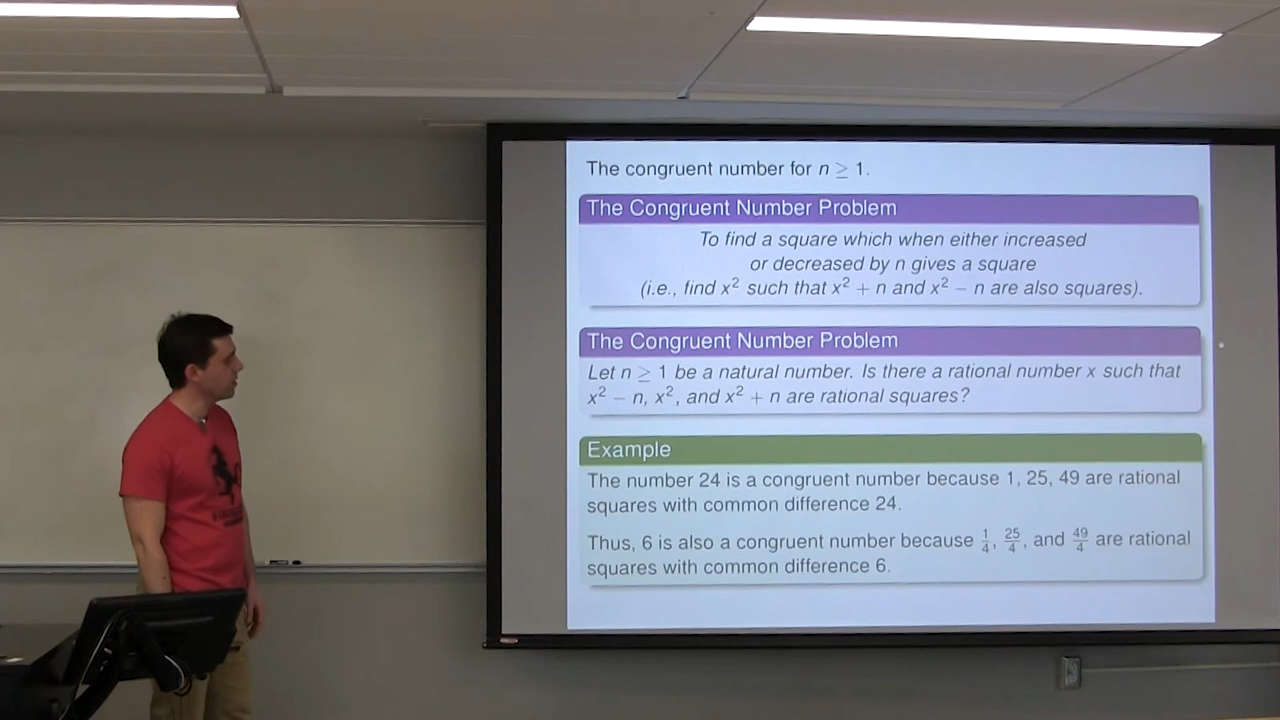 The congruent number for n ≥ 1.
The Congruent Number Problem
To find a square which when either increased
or decreased by n gives a square
(i.e., find x² such that x² + n and x² − n are also squares).
The Congruent Number Problem
Let n ≥ 1 be a natural number. Is there a rational number x such that
x² − n, x², and x² + n are rational squares?
Example
The number 24 is a congruent number because 1, 25, 49 are rational
squares with common difference 24.
Thus, 6 is also a congruent number because 1/4, 25/4, and 49/4 are rational
squares with common difference 6.